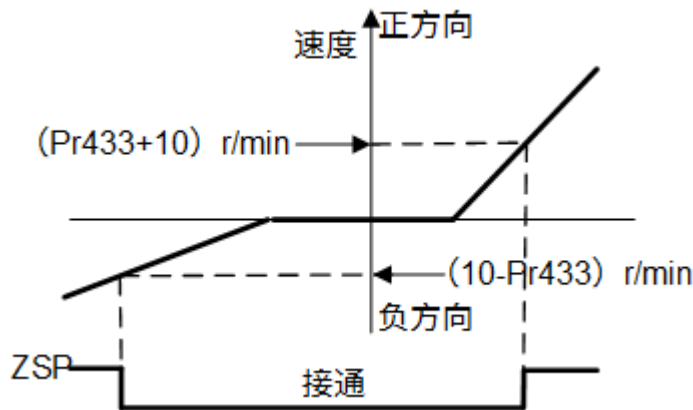 正方向
速度
（Pr433+10）r/min
（10-Pr433）r/min
负方向
ZSP
接通